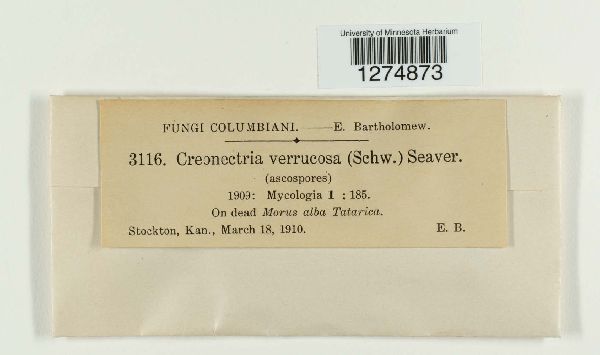 University of Minnesota Herbarium
1274873
FUNGI COLUMBIANI. —— E. Bartholomew.
3116. Creonectria verrucosa (Schw.) Seaver.
(ascospores)
1909: Mycologia 1 : 185.
On dead Morus alba Tatarica.
Stockton, Kan., March 18, 1910. E. B.